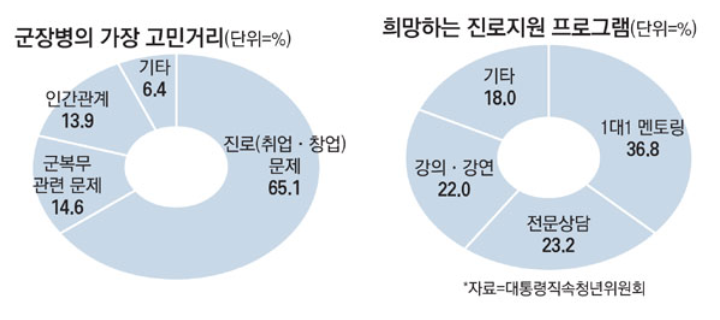 군장병의 가장 고민거리(단위=%)
기타
6.4
인간관계
13.9
군복무
관련 문제
14.6
진로(취업·창업)
문제
65.1
희망하는 진로지원 프로그램(단위=%)
기타
18.0
1대1 멘토링
36.8
강의·강연
22.0
전문상담
23.2
*자료=대통령직속청년위원회